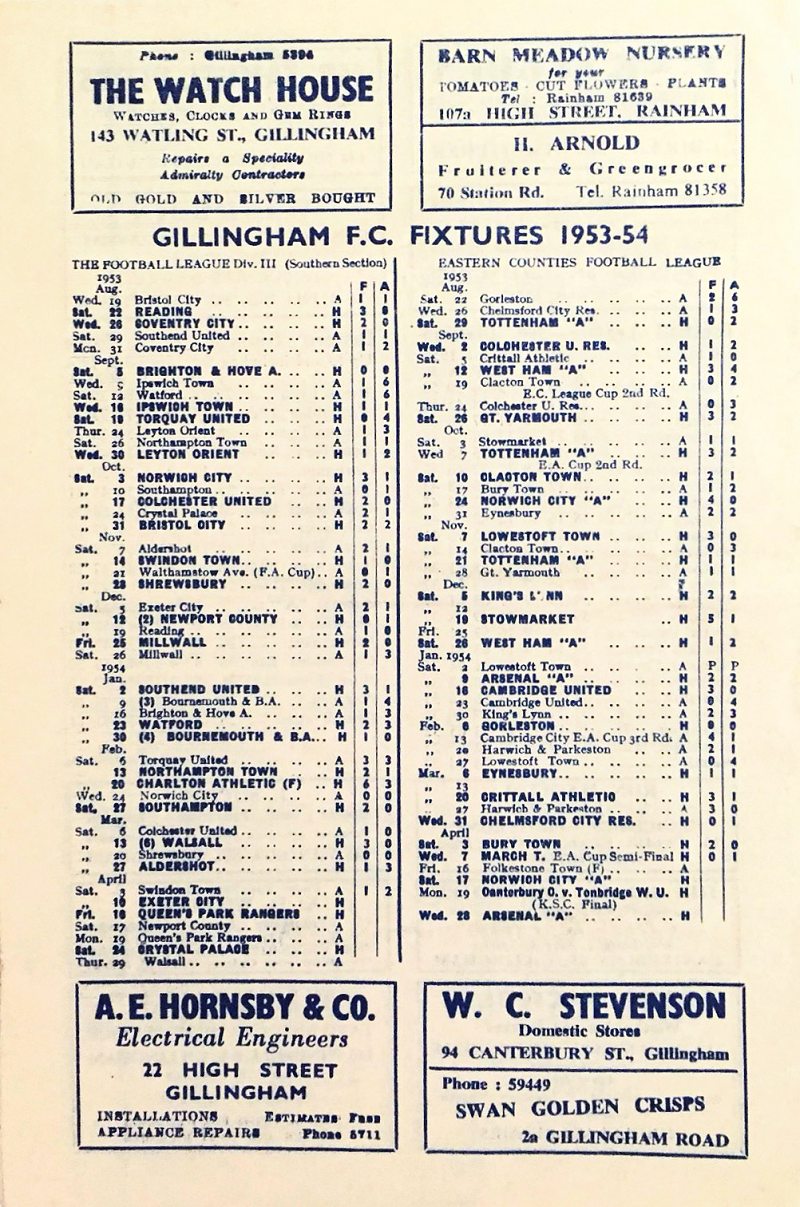 Phone : Gillingham 5394
THE WATCH HOUSE
WATCHES, CLOCKS AND GEM RINGS
143 WATLING ST., GILLINGHAM
Repairs a Speciality
Admiralty Contractors
OLD GOLD AND SILVER BOUGHT
BARN MEADOW NURSERY
for your
TOMATOES · CUT FLOWERS · PLANTS
Tel : Rainham 81639
107a HIGH STREET, RAINHAM
H. ARNOLD
Fruiterer & Greengrocer
70 Station Rd. Tel. Rainham 81358
GILLINGHAM F.C. FIXTURES 1953-54
THE FOOTBALL LEAGUE Div. III (Southern Section) F A
1953
Aug.
Wed. 19 Bristol City .. .. .. .. .. A 1 1
Sat. 22 READING .. .. .. .. .. H 3
Wed. 26 COVENTRY CITY .. .. .. .. H 2 0
Sat. 29 Southend United .. .. .. .. A 1 1
Mon. 31 Coventry City .. .. .. .. A 1 2
Sept.
Sat. 5 BRIGHTON & HOVE A. .. .. .. H 0 0
Wed. 9 Ipswich Town .. .. .. .. A 1 6
Sat. 12 Watford .. .. .. .. .. A 1 6
Wed. 16 IPSWICH TOWN .. .. .. .. H 1 1
Sat. 19 TORQUAY UNITED .. .. .. H 0 4
Thur. 24 Leyton Orient .. .. .. .. A 1 3
Sat. 26 Northampton Town .. .. .. A 1 1
Wed. 30 LEYTON ORIENT .. .. .. H 1 2
Oct.
Sat. 3 NORWICH CITY .. .. .. .. H 3 1
,, 10 Southampton .. .. .. .. A 0 1
,, 17 COLCHESTER UNITED .. .. .. H 2 0
,, 24 Crystal Palace .. .. .. .. A 2 1
,, 31 BRISTOL CITY .. .. .. .. H 2 2
Nov.
Sat. 7 Aldershot .. .. .. .. .. A 2 1
,, 14 SWINDON TOWN .. .. .. .. H 1 0
,, 21 Walthamstow Ave. (F.A. Cup) .. A 0 1
,, 28 SHREWSBURY .. .. .. .. H 2 0
Dec.
Sat. 5 Exeter City .. .. .. .. A 2 1
,, 12 (2) NEWPORT COUNTY .. .. H 0 1
,, 19 Reading .. .. .. .. .. A 1 0
Fri. 25 MILLWALL .. .. .. .. H 2 0
Sat. 26 Millwall .. .. .. .. .. A 1 3
1954
Jan.
Sat. 2 SOUTHEND UNITED .. .. .. H 3 1
,, 9 (3) Bournemouth & B.A. .. .. A 1 4
,, 16 Brighton & Hove A. .. .. .. A 1 3
,, 23 WATFORD .. .. .. .. .. H 2 3
,, 30 (4) BOURNEMOUTH & B.A. .. .. H 1 0
Feb.
Sat. 6 Torquay United .. .. .. .. A 3 3
13 NORTHAMPTON TOWN .. .. H 2 1
,, 20 CHARLTON ATHLETIC (F) .. .. H 6 3
Wed. 24 Norwich City .. .. .. .. A 0 0
Sat. 27 SOUTHAMPTON .. .. .. .. H 2 0
Mar.
Sat. 6 Colchester United .. .. .. .. A 1 0
,, 13 (6) WALSALL .. .. .. .. H 3 0
,, 20 Shrewsbury .. .. .. .. A 0 0
,, 27 ALDERSHOT .. .. .. .. H 1 3
April
Sat. 3 Swindon Town .. .. .. .. A 1 2
,, 10 EXETER CITY .. .. .. .. H
Fri. 16 QUEEN'S PARK RANGERS .. .. H
Sat. 17 Newport County .. .. .. .. A
Mon. 19 Queen's Park Rangers .. .. .. A
Sat. 24 CRYSTAL PALACE .. .. .. H
Thur. 29 Walsall .. .. .. .. .. A
EASTERN COUNTIES FOOTBALL LEAGUE
1953 F A
Aug.
Sat. 22 Gorleston .. .. .. .. A 2 6
Wed. 26 Chelmsford City Res. .. .. .. A 1 3
Sat. 29 TOTTENHAM "A" .. .. .. H 0 2
Sept.
Wed. 2 COLCHESTER U. RES. .. .. H 1 2
Sat. 5 Crittall Athletic .. .. .. .. A 1 0
,, 12 WEST HAM "A" .. .. .. H 3 4
,, 19 Clacton Town .. .. .. .. A 0 2
E.C. League Cup 2nd Rd.
Thur. 24 Colchester U. Res. .. .. .. A 0 3
Sat. 26 GT. YARMOUTH .. .. .. H 3 2
Oct.
Sat. 3 Stowmarket .. .. .. .. A 1 1
Wed 7 TOTTENHAM "A" .. .. .. H 3 2
E.A. Cup 2nd Rd.
Sat. 10 CLACTON TOWN .. .. .. H 2 1
,, 17 Bury Town .. .. .. .. A 1 2
,, 24 NORWICH CITY "A" .. .. .. H 4 0
,, 31 Eynesbury .. .. .. .. A 2 2
Nov.
Sat. 7 LOWESTOFT TOWN .. .. .. H 3 0
,, 14 Clacton Town .. .. .. .. A 0 3
,, 21 TOTTENHAM "A" .. .. .. H 1 1
,, 28 Gt. Yarmouth .. .. .. .. A 1 1
Dec.
Sat. 5 KING'S .. .. .. .. H 2 2
,, 12
,, 19 STOWMARKET .. .. .. .. H 5 1
Fri. 25
Sat. 26 WEST HAM "A" .. .. .. H 1 2
Jan. 1954
Sat. 2 Lowestoft Town .. .. .. .. A P P
,, 9 ARSENAL "A" .. .. .. .. H 2 2
,, 16 CAMBRIDGE UNITED .. .. .. H 3 0
,, 23 Cambridge United .. .. .. .. A 0 4
,, 30 King's Lynn .. .. .. .. A 2 3
Feb. 6 GORLESTON .. .. .. .. H 0 0
,, 13 Cambridge City E.A. Cup 3rd Rd. A 4 1
,, 20 Harwich & Parkeston .. .. .. A 2 1
,, 27 Lowestoft Town .. .. .. .. A 0 4
Mar. 6 EYNESBURY .. .. .. .. H 1 1
,, 13
,, 20 CRITTALL ATHLETIC .. .. .. H 3 1
,, 27 Harwich & Parkeston .. .. .. A 3 0
Wed. 31 CHELMSFORD CITY RES. .. .. H 0 1
April
Sat. 3 BURY TOWN .. .. .. .. H 2 0
Wed. 7 MARCH T. E.A. Cup Semi-Final H 0 1
Fri. 16 Folkestone Town (F) .. .. .. A
Sat. 17 NORWICH CITY "A" .. .. H
Mon. 19 Canterbury C. v. Tonbridge W. U. H
(K.S.C. Final)
Wed. 28 ARSENAL "A" .. .. .. .. H
A. E. HORNSBY & CO.
Electrical Engineers
22 HIGH STREET
GILLINGHAM
INSTALLATIONS ESTIMATES FREE
APPLIANCE REPAIRS Phone 5711
W. C. STEVENSON
Domestic Stores
94 CANTERBURY ST., Gillingham
Phone : 59449
SWAN GOLDEN CRISPS
2a GILLINGHAM ROAD